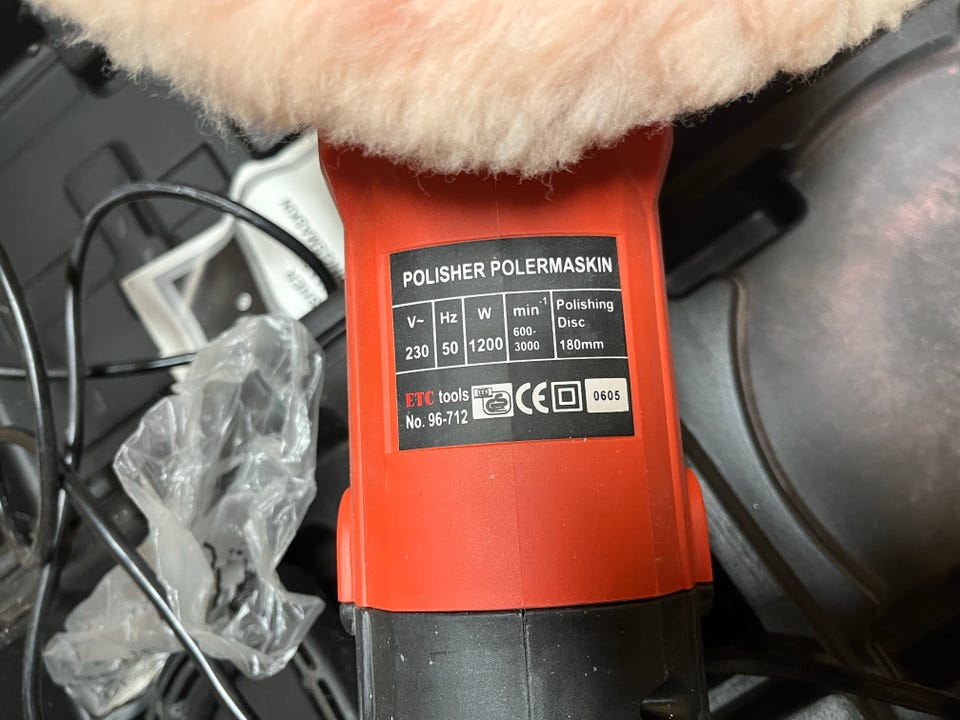 POLISHER POLERMASKIN
V~ Hz W min-1 Polishing Disc
230 50 1200 600-3000 180mm
ETC tools
No. 96-712
CE 0605